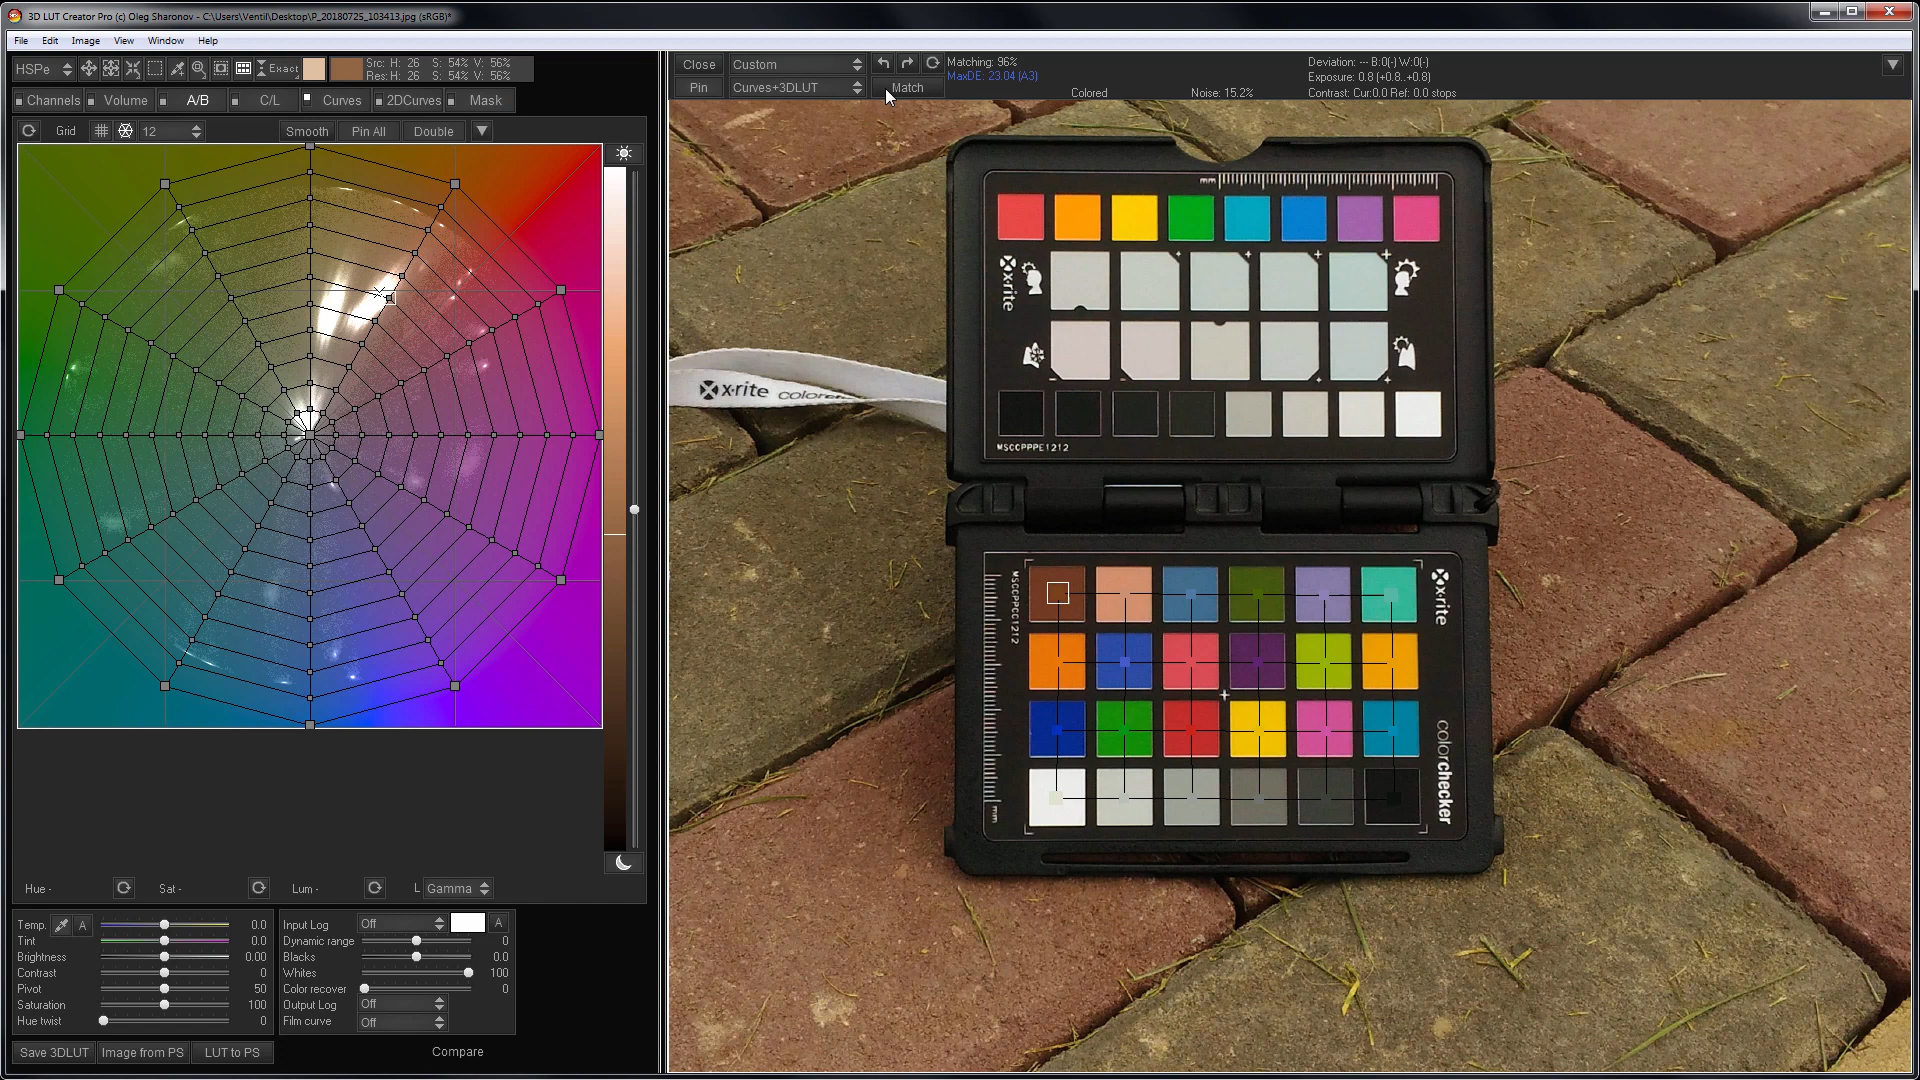 3D LUT Creator Pro (c) Oleg Sharonov - C:\Users\Ventil\Desktop\P_20180725_103413.jpg (sRGB)*
File Edit Image View Window Help
HSPe Exact Src: H: 26 S: 54% V: 56%
Res: H: 26 S: 54% V: 56%
Channels Volume A/B C/L Curves 2DCurves Mask
Grid 12 Smooth Pin All Double
Close Custom Matching: 96% Deviation: --- B:0(-) W:0(-)
MaxDE: 23.04 (A3) Exposure: 0.8 (+0.8..+0.8)
Pin Curves+3DLUT Match Colored Noise: 15.2% Contrast: Cur:0.0 Ref: 0.0 stops
mm
x-rite
x-rite
MSCCPPPE1212
MSCCPPCC1212
x-rite
colorchecker
mm
Hue - Sat - Lum - L Gamma
Temp. A 0.0
Tint 0.0
Brightness 0.00
Contrast 0
Pivot 50
Saturation 100
Hue twist 0
Input Log Off A
Dynamic range 0
Blacks 0.0
Whites 100
Color recover 0
Output Log Off
Film curve Off
Save 3DLUT Image from PS LUT to PS Compare